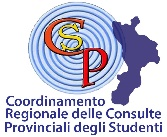 CSP
Coordinamento
Regionale delle Consulte
Provinciali degli Studenti